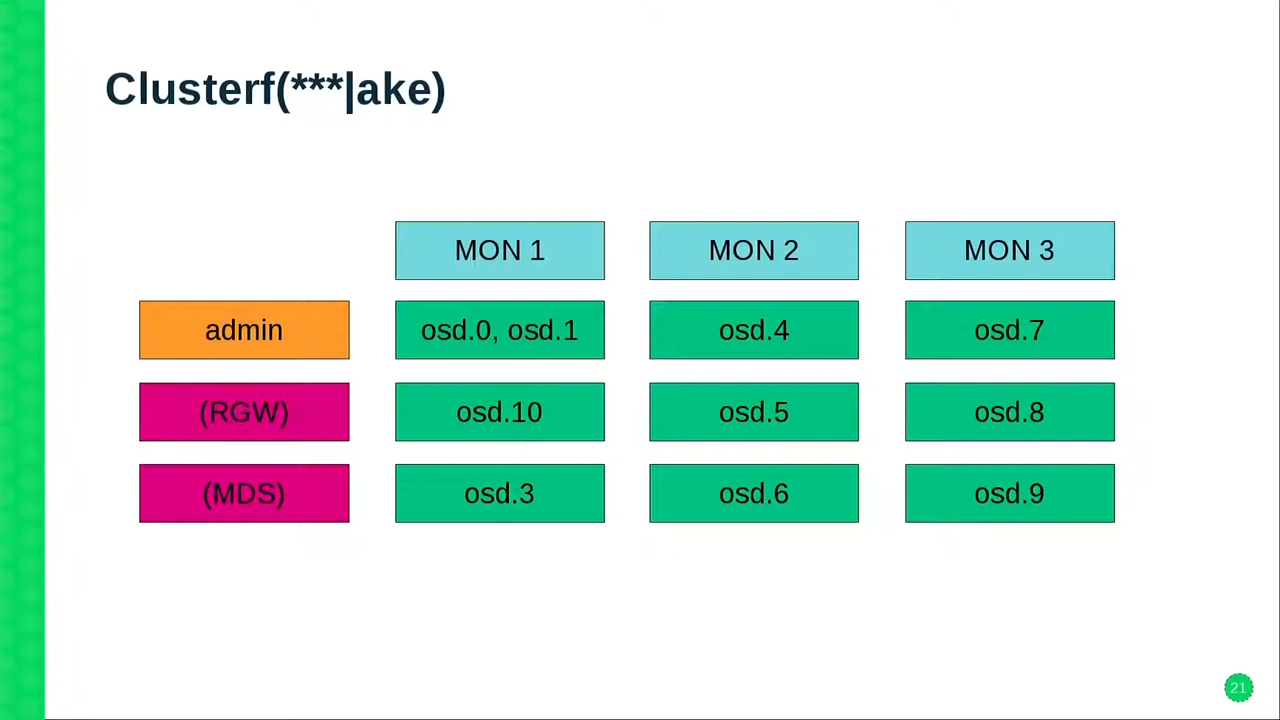 Clusterf(***|ake)
MON 1 MON 2 MON 3
admin osd.0, osd.1 osd.4 osd.7
(RGW) osd.10 osd.5 osd.8
(MDS) osd.3 osd.6 osd.9
21